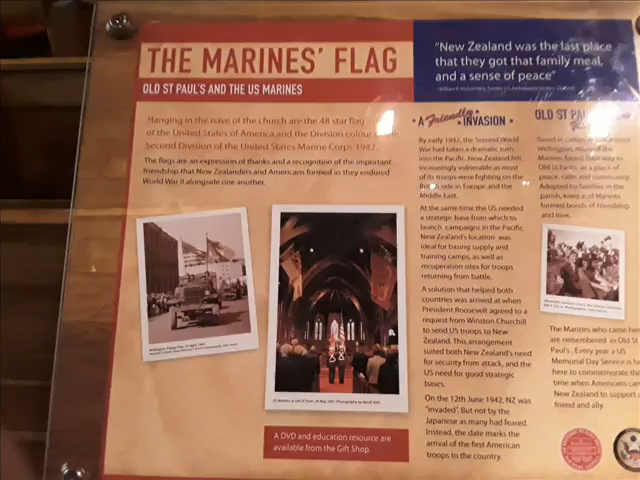 THE MARINES' FLAG
OLD ST PAUL'S AND THE US MARINES
"New Zealand was the last place
that they got that family meal,
and a sense of peace"
Hanging in the nave of the church are the 48 star flag
of the United States of America and the Division colour of the
Second Division of the United States Marine Corps 1942.
The flags are an expression of thanks and a recognition of the important
friendship that New Zealanders and Americans formed as they endured
World War II alongside one another.
A DVD and education resource are
available from the Gift Shop.
A Friendly INVASION
By early 1942, the Second World
War had taken a dramatic turn
into the Pacific. New Zealand felt
increasingly vulnerable as most
of its troops were fighting on the
British side in Europe and the
Middle East.
At the same time the US needed
a strategic base from which to
launch campaigns in the Pacific
New Zealand's location was
ideal for basing supply and
training camps, as well as
recuperation sites for troops
returning from battle.
A solution that helped both
countries was arrived at when
President Roosevelt agreed to a
request from Winston Churchill
to send US troops to New
Zealand. This arrangement
suited both New Zealand's need
for security from attack, and the
US need for good strategic
bases.
On the 12th June 1942, NZ was
"invaded". But not by the
Japanese as many had feared.
Instead, the date marks the
arrival of the first American
troops to the country.
OLD ST
Marines found their way to
Old St Pauls, as a place of
peace, calm and community.
Adopted by families in the
parish, Kiwis and Marines
formed bonds of friendship
and love.
The Marines who came here
are remembered in Old St
Paul's. Every year a US
Memorial Day Service is
here to commemorate the
time when Americans
New Zealand to support
friend and ally.